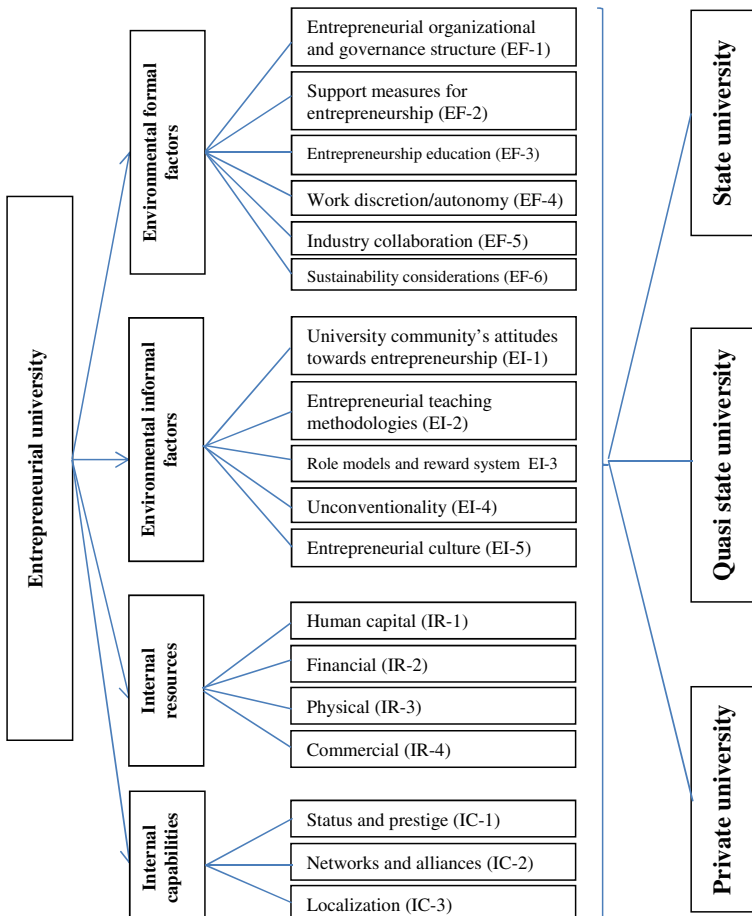 Entrepreneurial university
Environmental formal
factors
Entrepreneurial organizational
and governance structure (EF-1)
Support measures for
entrepreneurship (EF-2)
Entrepreneurship education (EF-3)
Work discretion/autonomy (EF-4)
Industry collaboration (EF-5)
Sustainability considerations (EF-6)
Environmental informal
factors
University community's attitudes
towards entrepreneurship (EI-1)
Entrepreneurial teaching
methodologies (EI-2)
Role models and reward system EI-3
Unconventionality (EI-4)
Entrepreneurial culture (EI-5)
Internal
resources
Human capital (IR-1)
Financial (IR-2)
Physical (IR-3)
Commercial (IR-4)
Internal
capabilities
Status and prestige (IC-1)
Networks and alliances (IC-2)
Localization (IC-3)
State university
Quasi state university
Private university